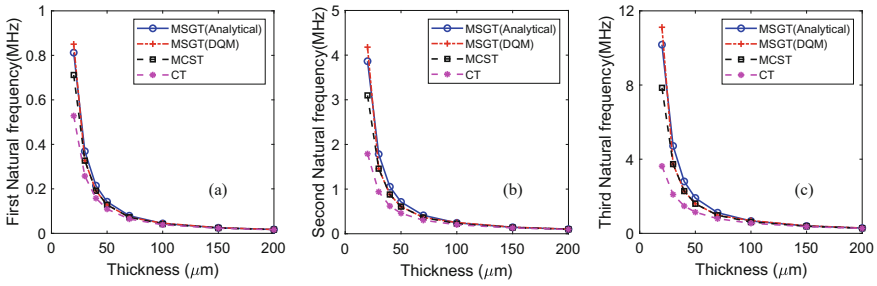 First Natural frequency(MHz)
1
0.8
0.6
0.4
0.2
0
MSGT(Analytical)
MSGT(DQM)
MCST
CT
(a)
0 50 100 150 200
Thickness (μm)
Second Natural frequency(MHz)
5
4
3
2
1
0
MSGT(Analytical)
MSGT(DQM)
MCST
CT
(b)
0 50 100 150 200
Thickness (μm)
Third Natural frequency(MHz)
12
8
4
0
MSGT(Analytical)
MSGT(DQM)
MCST
CT
(c)
0 50 100 150 200
Thickness (μm)